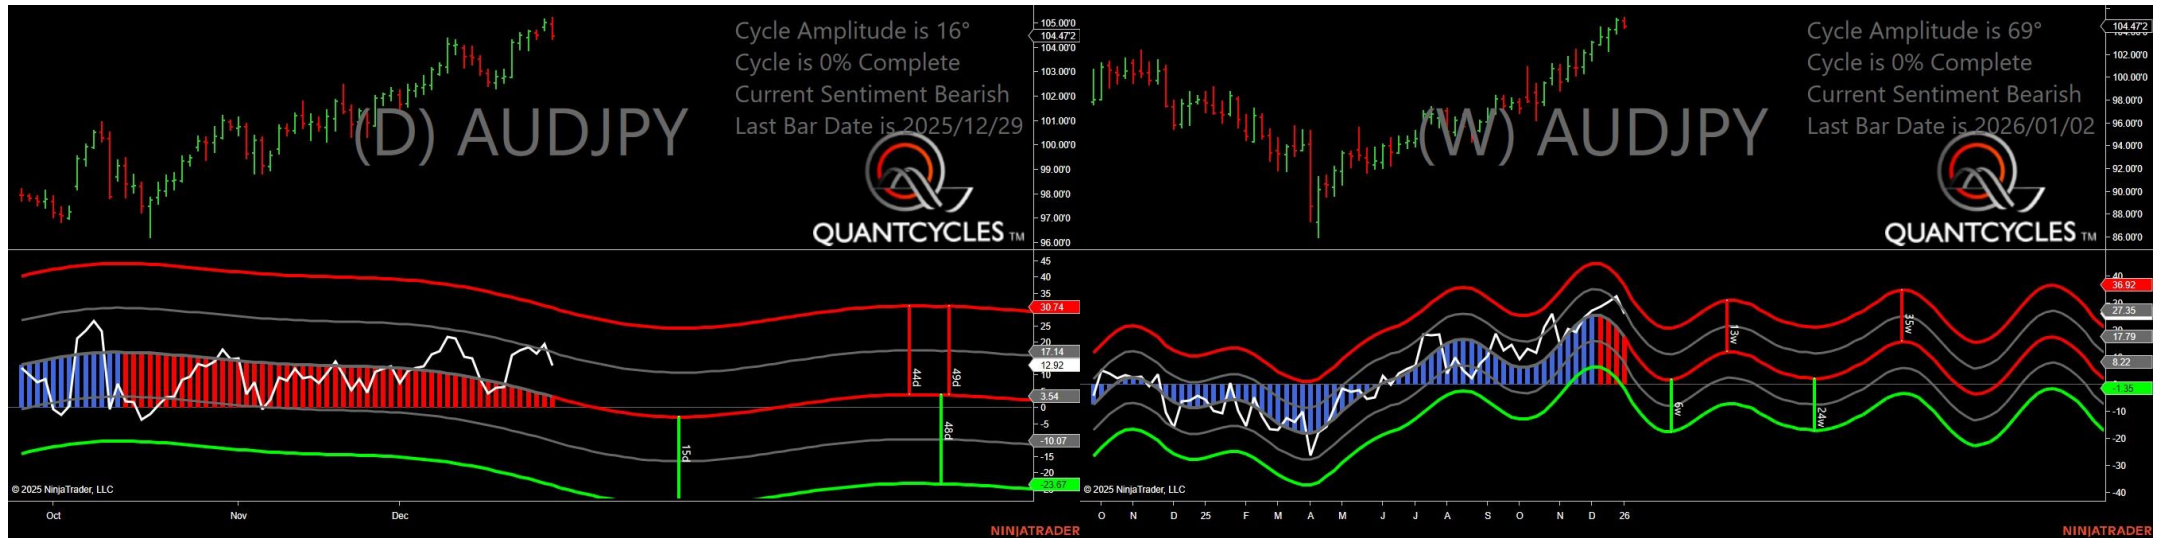 Cycle Amplitude is 16°
Cycle is 0% Complete
Current Sentiment Bearish
Last Bar Date is 2025/12/29
(D) AUDJPY
QUANTCYCLES TM
105.00'0
104.47'2
104.00'0
103.00'0
102.00'0
101.00'0
100.00'0
99.00'0
98.00'0
97.00'0
96.00'0
45
40
35
30.74
25
20
17.14
12.92
10
5
3.54
0
-5
-10.07
-15
-20
-23.67
44d
49d
48d
15d
© 2025 NinjaTrader, LLC
Oct
Nov
Dec
NINJATRADER
Cycle Amplitude is 69°
Cycle is 0% Complete
Current Sentiment Bearish
Last Bar Date is 2026/01/02
(W) AUDJPY
QUANTCYCLES TM
104.47'2
102.00'0
100.00'0
98.00'0
96.00'0
94.00'0
92.00'0
90.00'0
88.00'0
86.00'0
40
36.92
30
27.35
17.79
8.22
-1.35
-10
-20
-30
-40
13w
35w
6w
24w
© 2025 NinjaTrader, LLC
O N D 25 F M A M J J A S O N D 26
NINJATRADER